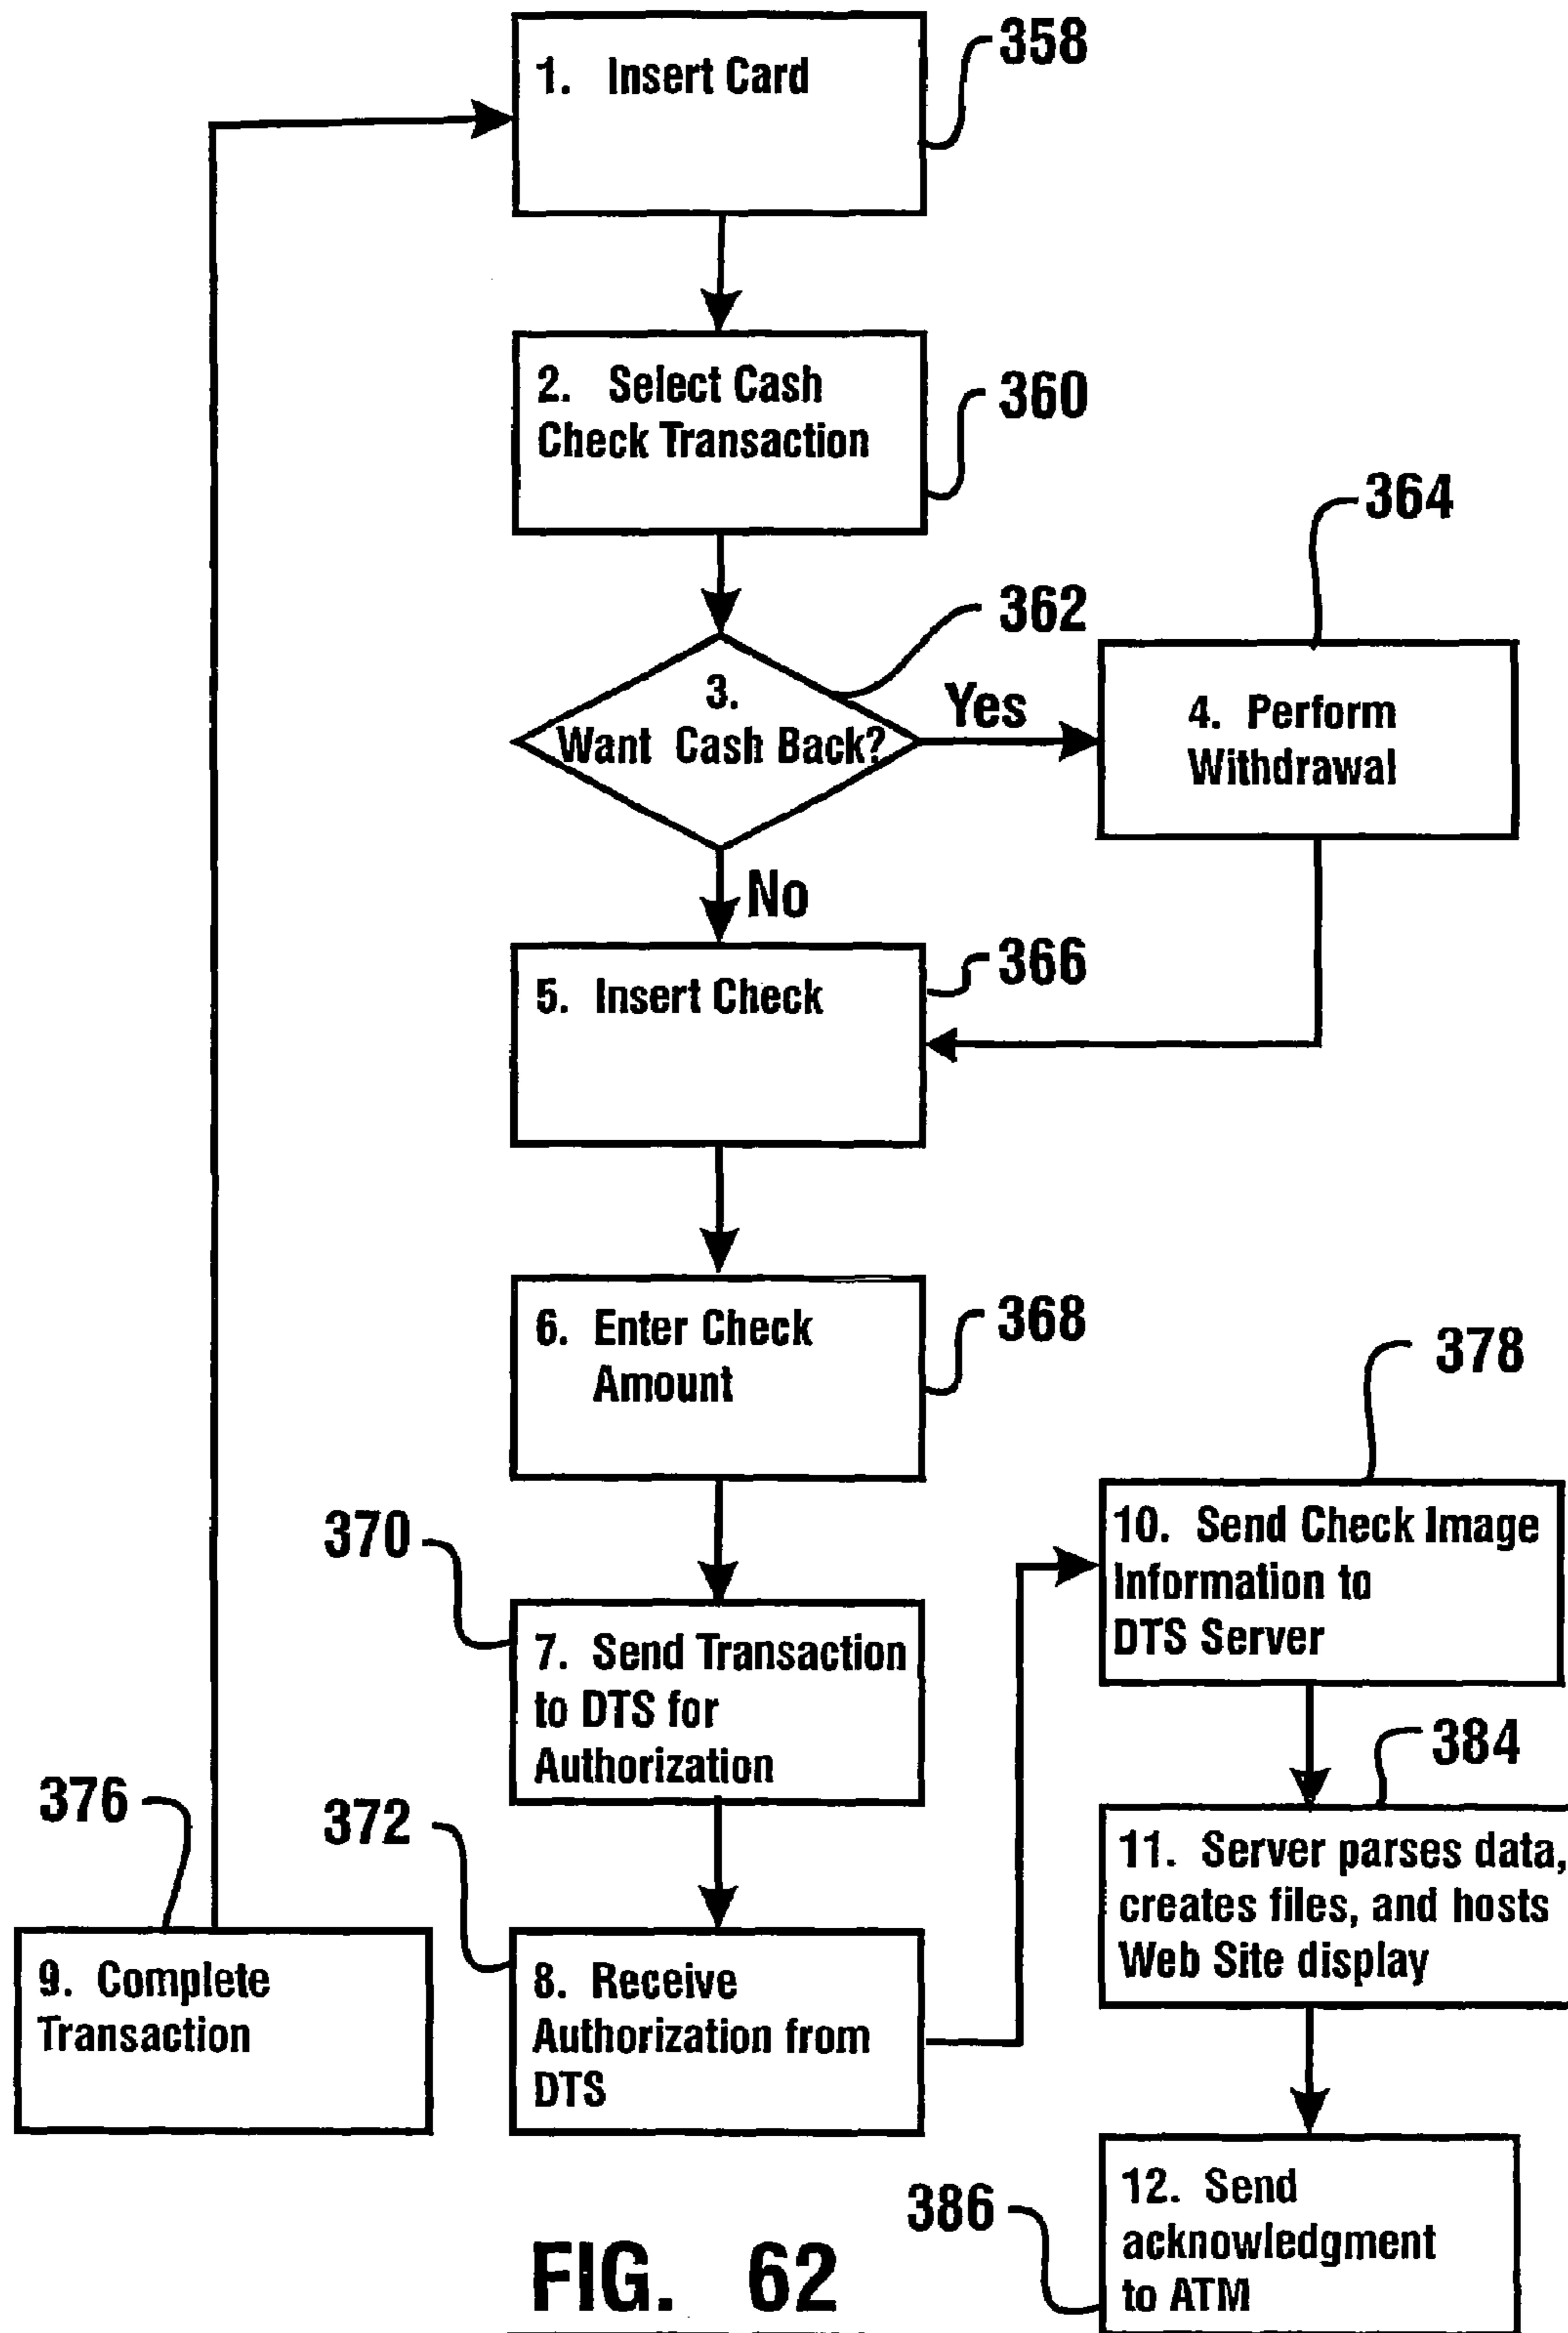 358
1. Insert Card
360
2. Select Cash
Check Transaction
364
362
3.
Want Cash Back?
Yes
4. Perform
Withdrawal
No
366
5. Insert Check
368
6. Enter Check
Amount
378
370
10. Send Check Image
Information to
DTS Server
7. Send Transaction
to DTS for
Authorization
384
376
372
11. Server parses data,
creates files, and hosts
Web Site display
9. Complete
Transaction
8. Receive
Authorization from
DTS
386
12. Send
acknowledgment
to ATM
FIG. 62